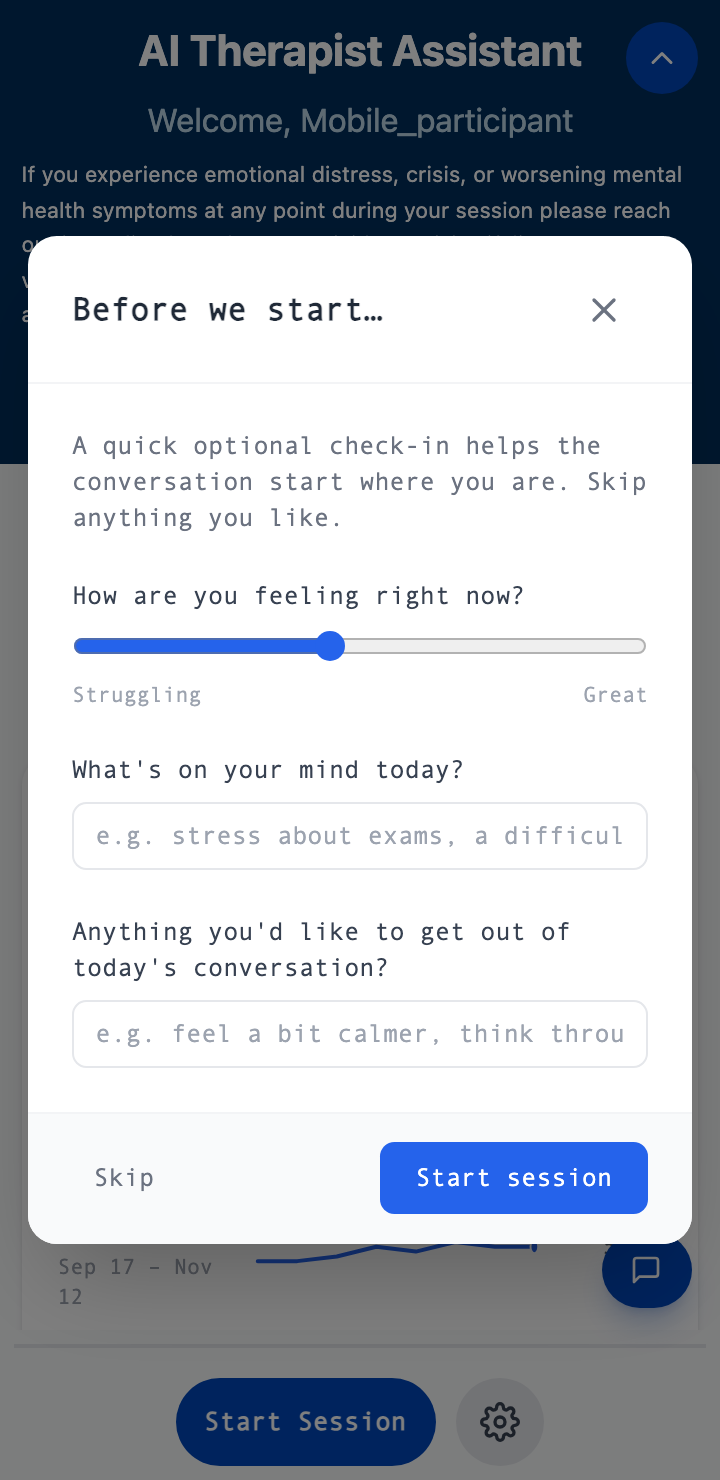 AI Therapist Assistant
Welcome, Mobile_participant
If you experience emotional distress, crisis, or worsening mental
health symptoms at any point during your session please reach
Before we start…
A quick optional check-in helps the
conversation start where you are. Skip
anything you like.
How are you feeling right now?
Struggling
Great
What's on your mind today?
e.g. stress about exams, a difficul
Anything you'd like to get out of
today's conversation?
e.g. feel a bit calmer, think throu
Skip
Start session
Sep 17 – Nov
12
Start Session